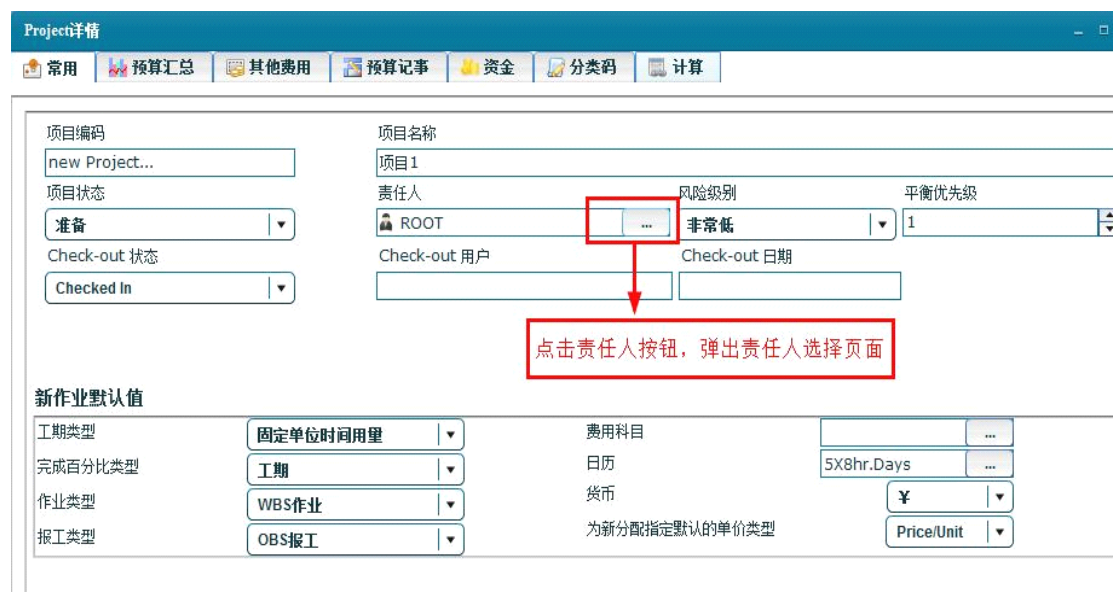 Project详情
常用 预算汇总 其他费用 预算记事 资金 分类码 计算
项目编码 项目名称
new Project... 项目1
项目状态 责任人 风险级别 平衡优先级
准备 ROOT ... 非常低 1
Check-out 状态 Check-out 用户 Check-out 日期
Checked In
点击责任人按钮，弹出责任人选择页面
新作业默认值
工期类型 固定单位时间用量 费用科目 ...
完成百分比类型 工期 日历 5X8hr.Days ...
作业类型 WBS作业 货币 ¥
报工类型 OBS报工 为新分配指定默认的单价类型 Price/Unit